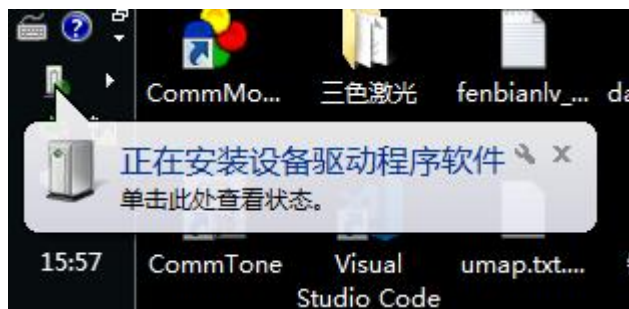 CommMo...
三色激光
fenbianlv_...
da
正在安装设备驱动程序软件
单击此处查看状态。
15:57
CommTone
Visual
Studio Code
umap.txt....